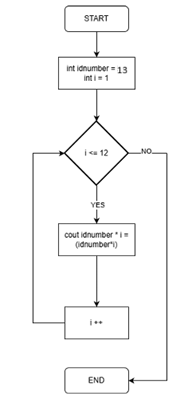 START
int idnumber = 13
int i = 1
i <= 12
NO
YES
cout idnumber * i =
(idnumber*i)
i ++
END